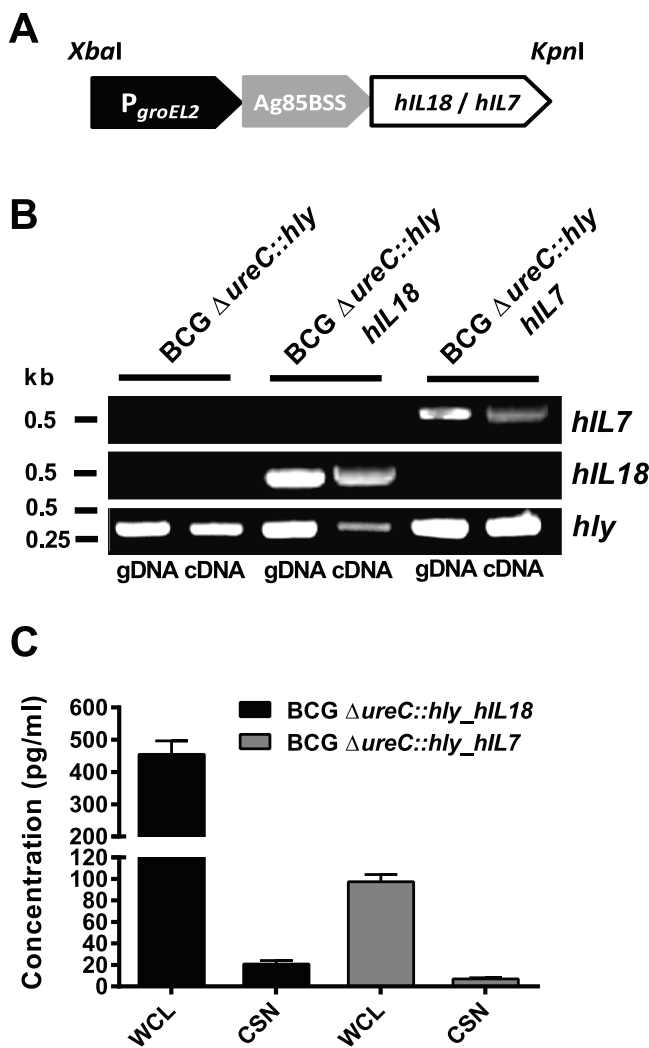 A
XbaI KpnI
PgroEL2 Ag85BSS hIL18 / hIL7
B
BCG ΔureC::hly
BCG ΔureC::hly
hIL18
BCG ΔureC::hly
hIL7
kb
0.5 hIL7
0.5 hIL18
0.5
0.25 hly
gDNA cDNA gDNA cDNA gDNA cDNA
C
BCG ΔureC::hly_hIL18
BCG ΔureC::hly_hIL7
Concentration (pg/ml)
600
500
400
300
200
120
100
80
60
40
20
0
WCL CSN WCL CSN